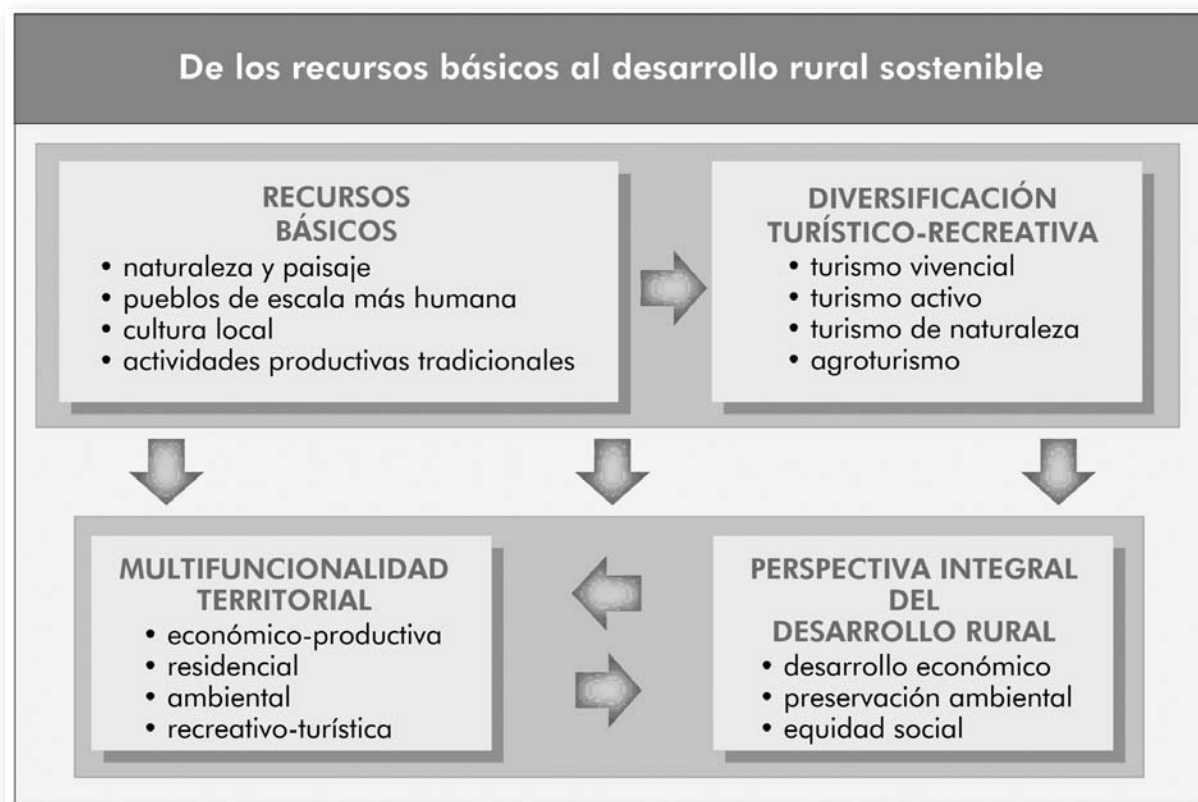 De los recursos básicos al desarrollo rural sostenible
RECURSOS
BÁSICOS
• naturaleza y paisaje
• pueblos de escala más humana
• cultura local
• actividades productivas tradicionales
DIVERSIFICACIÓN
TURÍSTICO-RECREATIVA
• turismo vivencial
• turismo activo
• turismo de naturaleza
• agroturismo
MULTIFUNCIONALIDAD
TERRITORIAL
• económico-productiva
• residencial
• ambiental
• recreativo-turística
PERSPECTIVA INTEGRAL
DEL
DESARROLLO RURAL
• desarrollo económico
• preservación ambiental
• equidad social